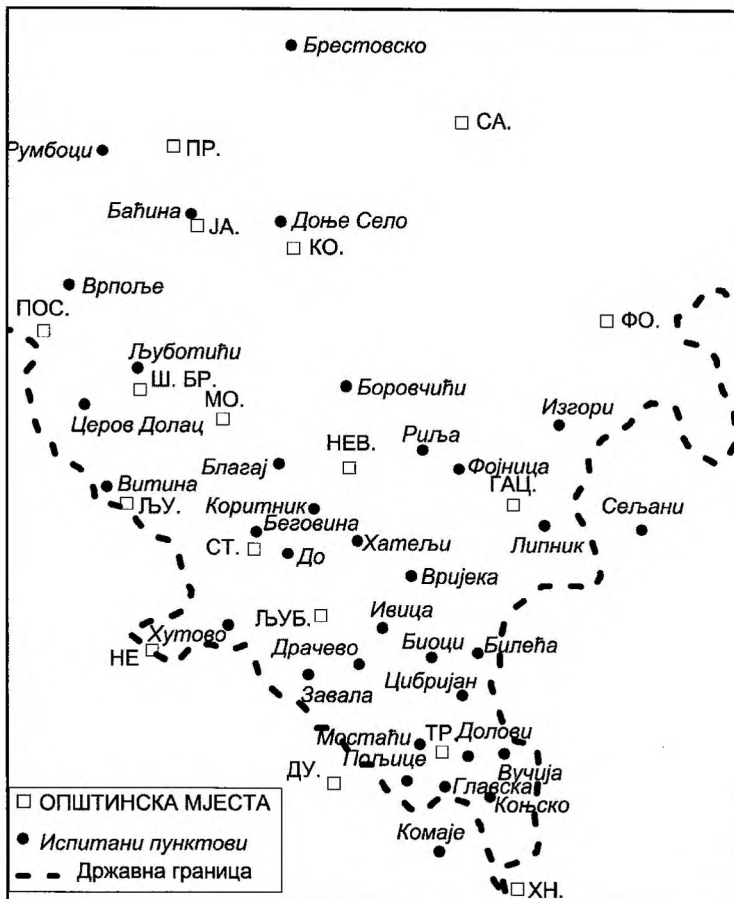 Брестовско
СА.
Румбоци
ПР.
Баћина
ЈА.
Доње Село
КО.
Врпоље
ПОС.
ФО.
Љуботићи
Ш. БР.
Боровчићи
Церов Долац
МО.
Изгори
НЕВ.
Риља
Благај
Фојница
Витина
ГАЦ.
ЉУ.
Коритник
Сељани
Беговина
СТ.
До
Хатељи
Липник
Вријека
ЉУБ.
Ивица
Хутово
НЕ
Драчево
Биоци
Билећа
Завала
Цибријан
Мостаћи
ТР.
Долови
ДУ.
Пољице
Вучија
Главска
Коњско
ОПШТИНСКА МЈЕСТА
Испитани пунктови
Комаје
Државна граница
ХН.